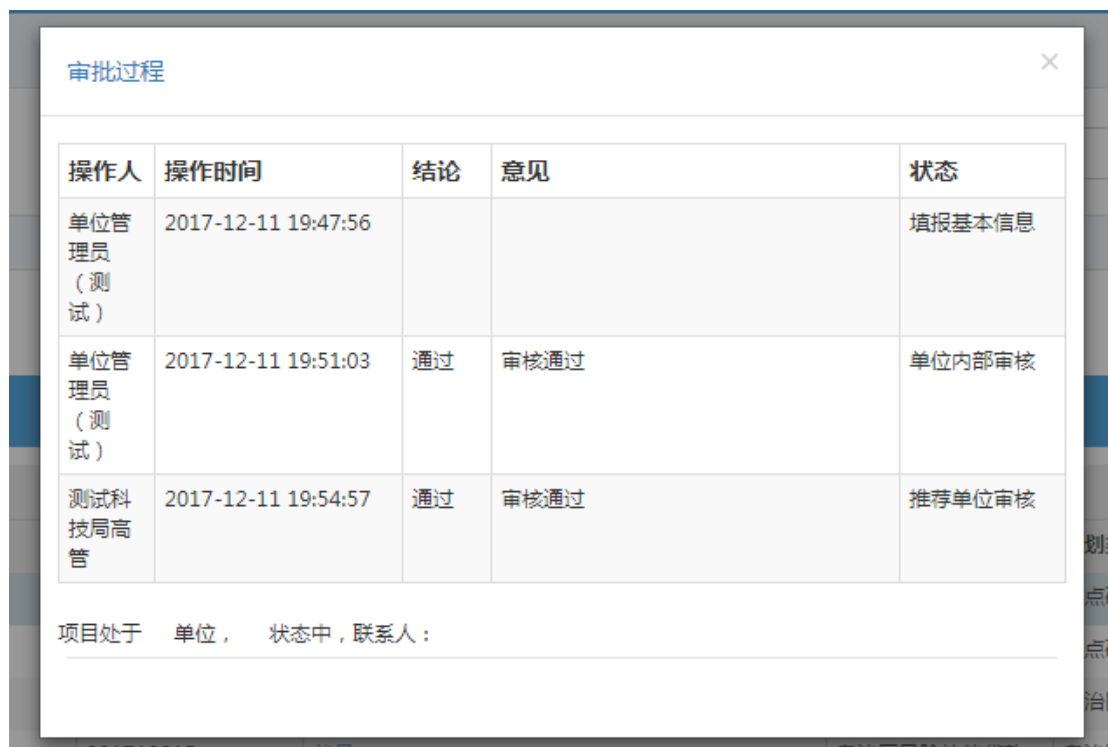 审批过程
×
操作人 操作时间 结论 意见 状态
单位管 2017-12-11 19:47:56 填报基本信息
理员
（测
试）
单位管 2017-12-11 19:51:03 通过 审核通过 单位内部审核
理员
（测
试）
测试科 2017-12-11 19:54:57 通过 审核通过 推荐单位审核
技局高
管
项目处于 单位， 状态中，联系人：